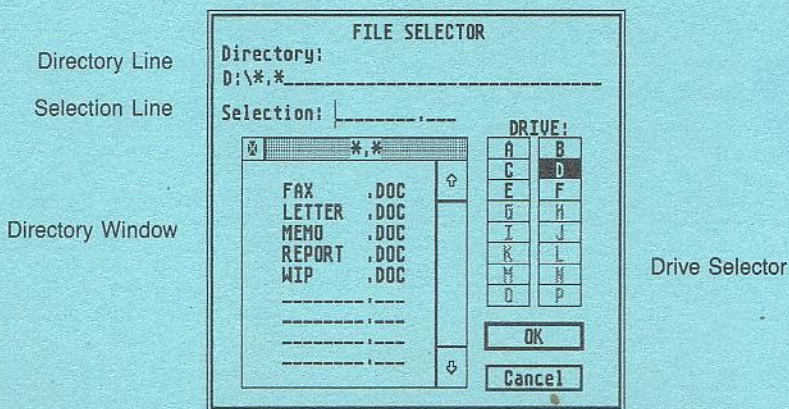 FILE SELECTOR
Directory Line
Directory:
D:\*.*
Selection Line
Selection:
DRIVE:
*.*
A B
C D
E F
G H
I J
K L
M N
O P
FAX .DOC
LETTER .DOC
MEMO .DOC
REPORT .DOC
WIP .DOC
Directory Window
Drive Selector
OK
Cancel